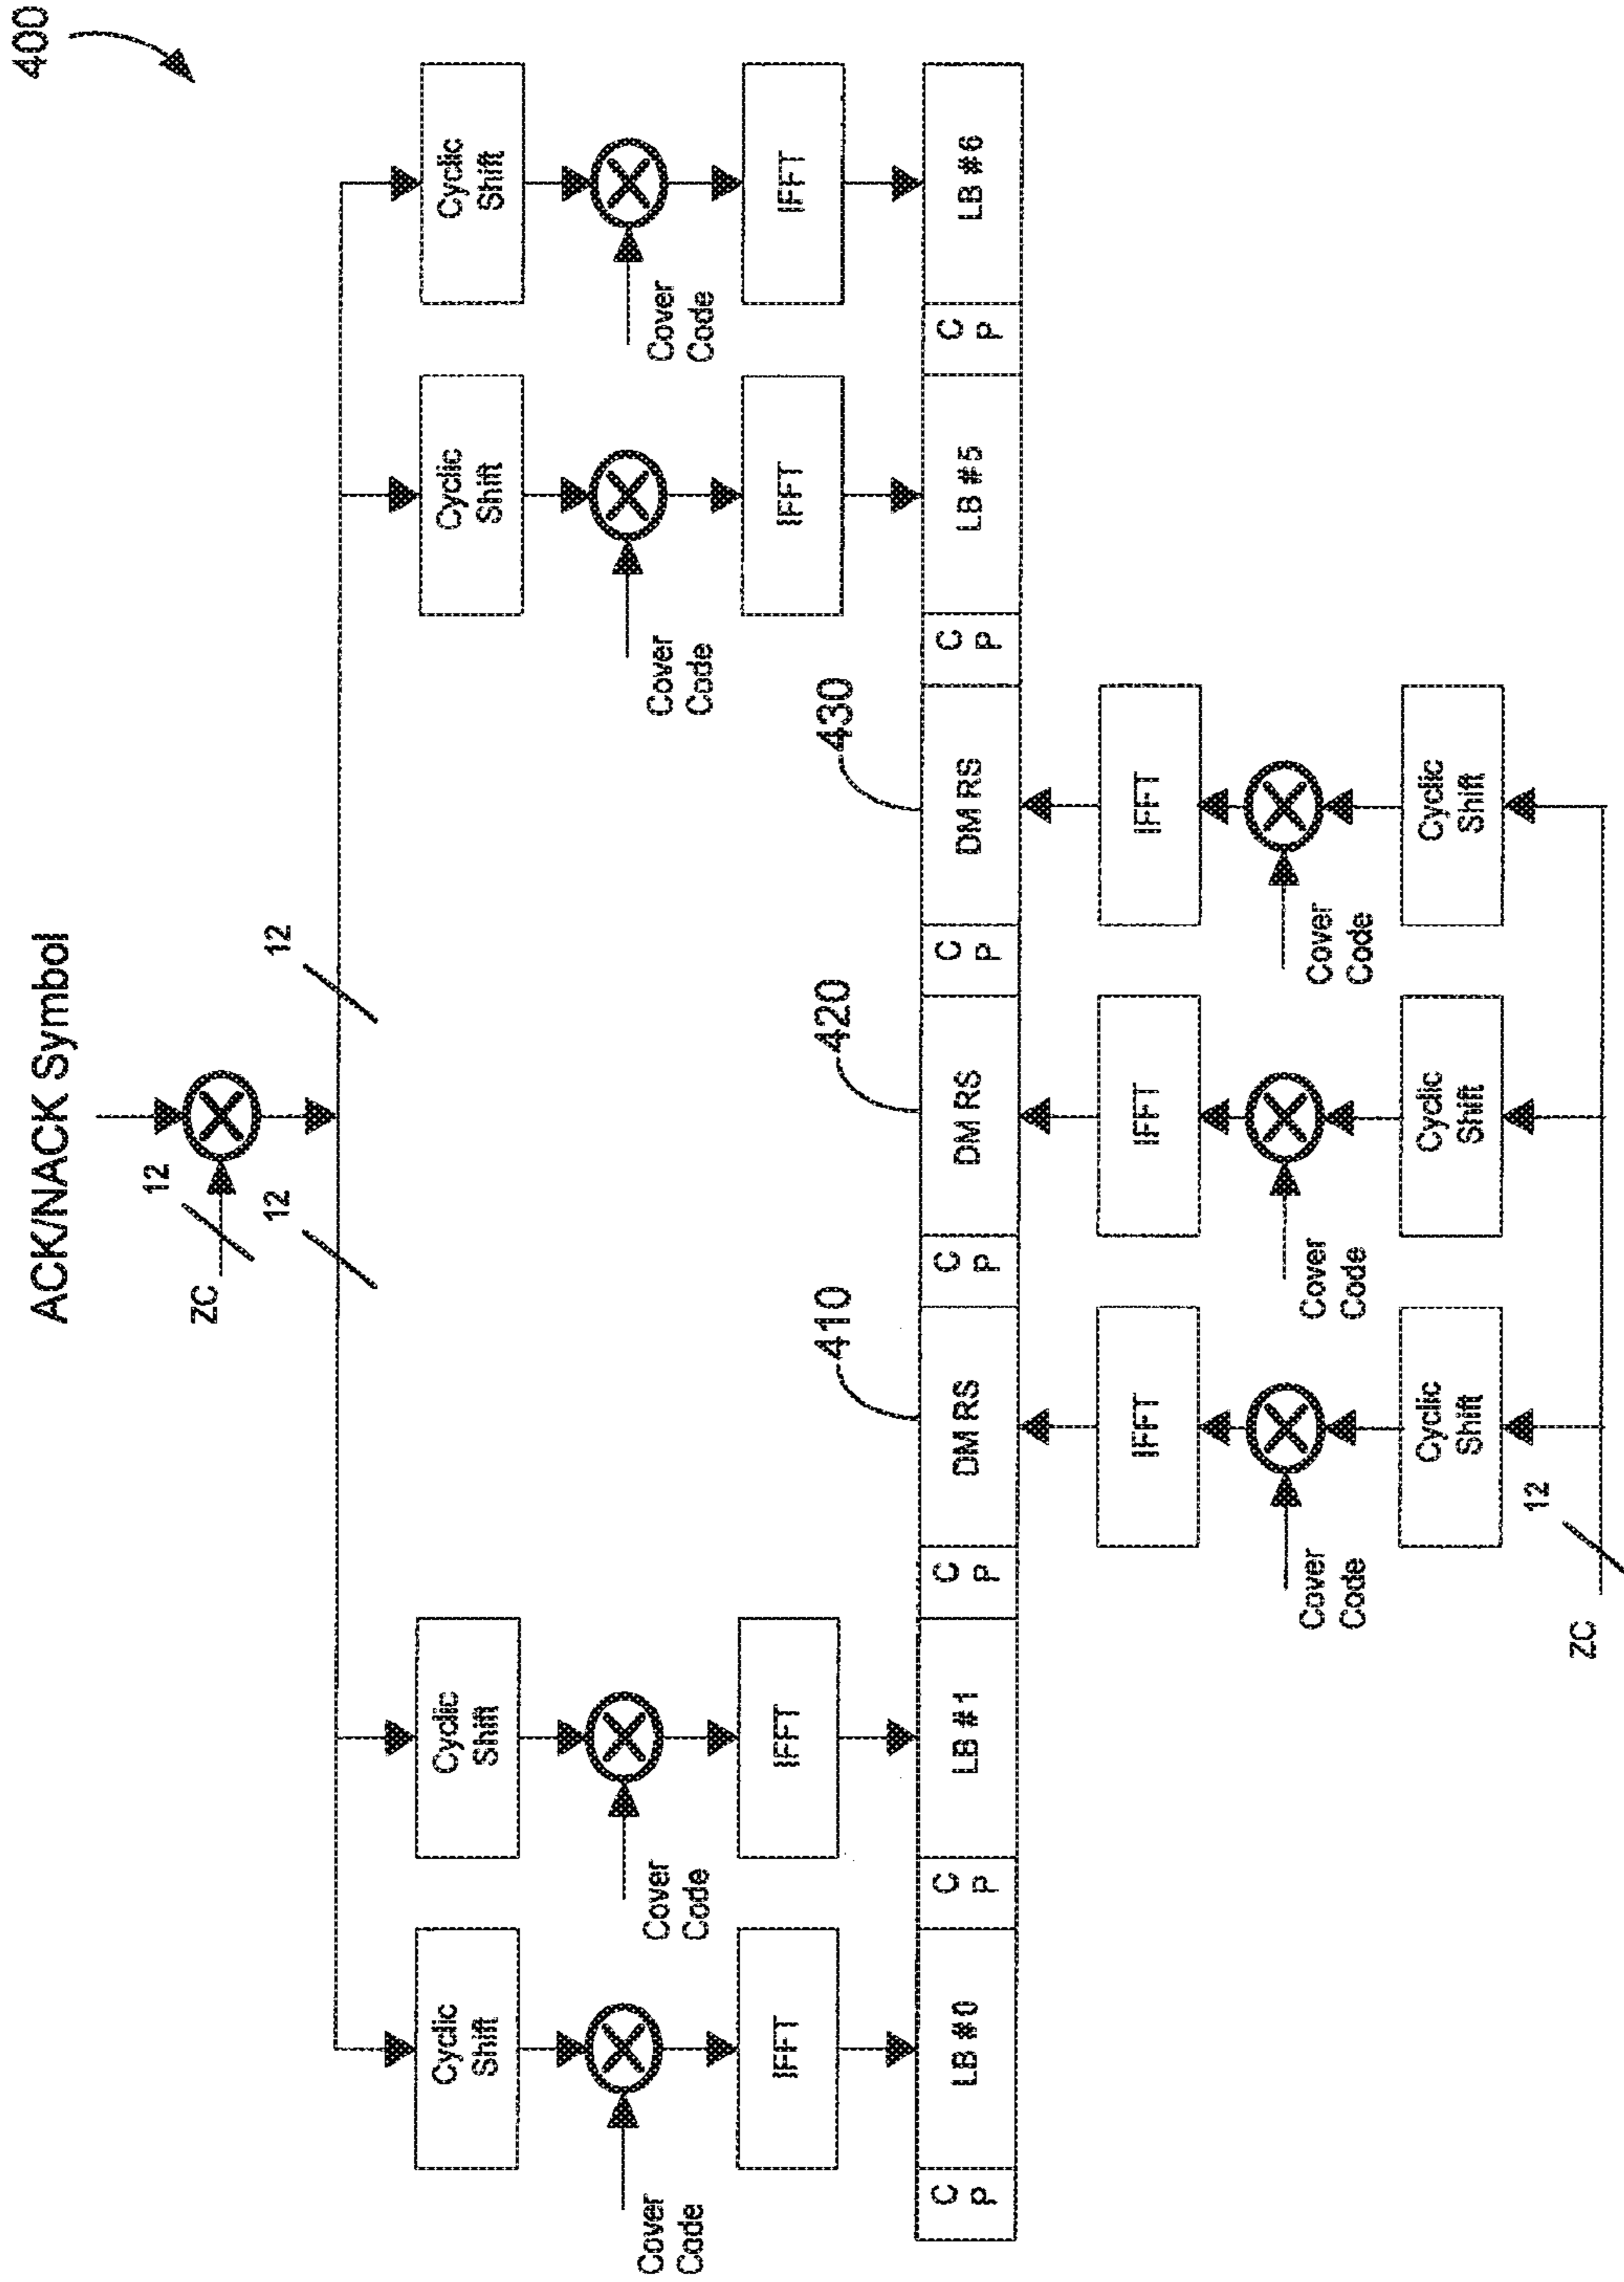 400
ACK/NACK Symbol
12
ZC
12
12
Cyclic
Shift
Cyclic
Shift
Cyclic
Shift
Cyclic
Shift
Cover
Code
Cover
Code
Cover
Code
Cover
Code
IFFT
IFFT
IFFT
IFFT
410
420
430
C
P
LB #0
C
P
LB #1
C
P
DM RS
C
P
DM RS
C
P
DM RS
C
P
LB #5
C
P
LB #6
IFFT
IFFT
IFFT
Cover
Code
Cover
Code
Cover
Code
Cyclic
Shift
Cyclic
Shift
Cyclic
Shift
12
ZC